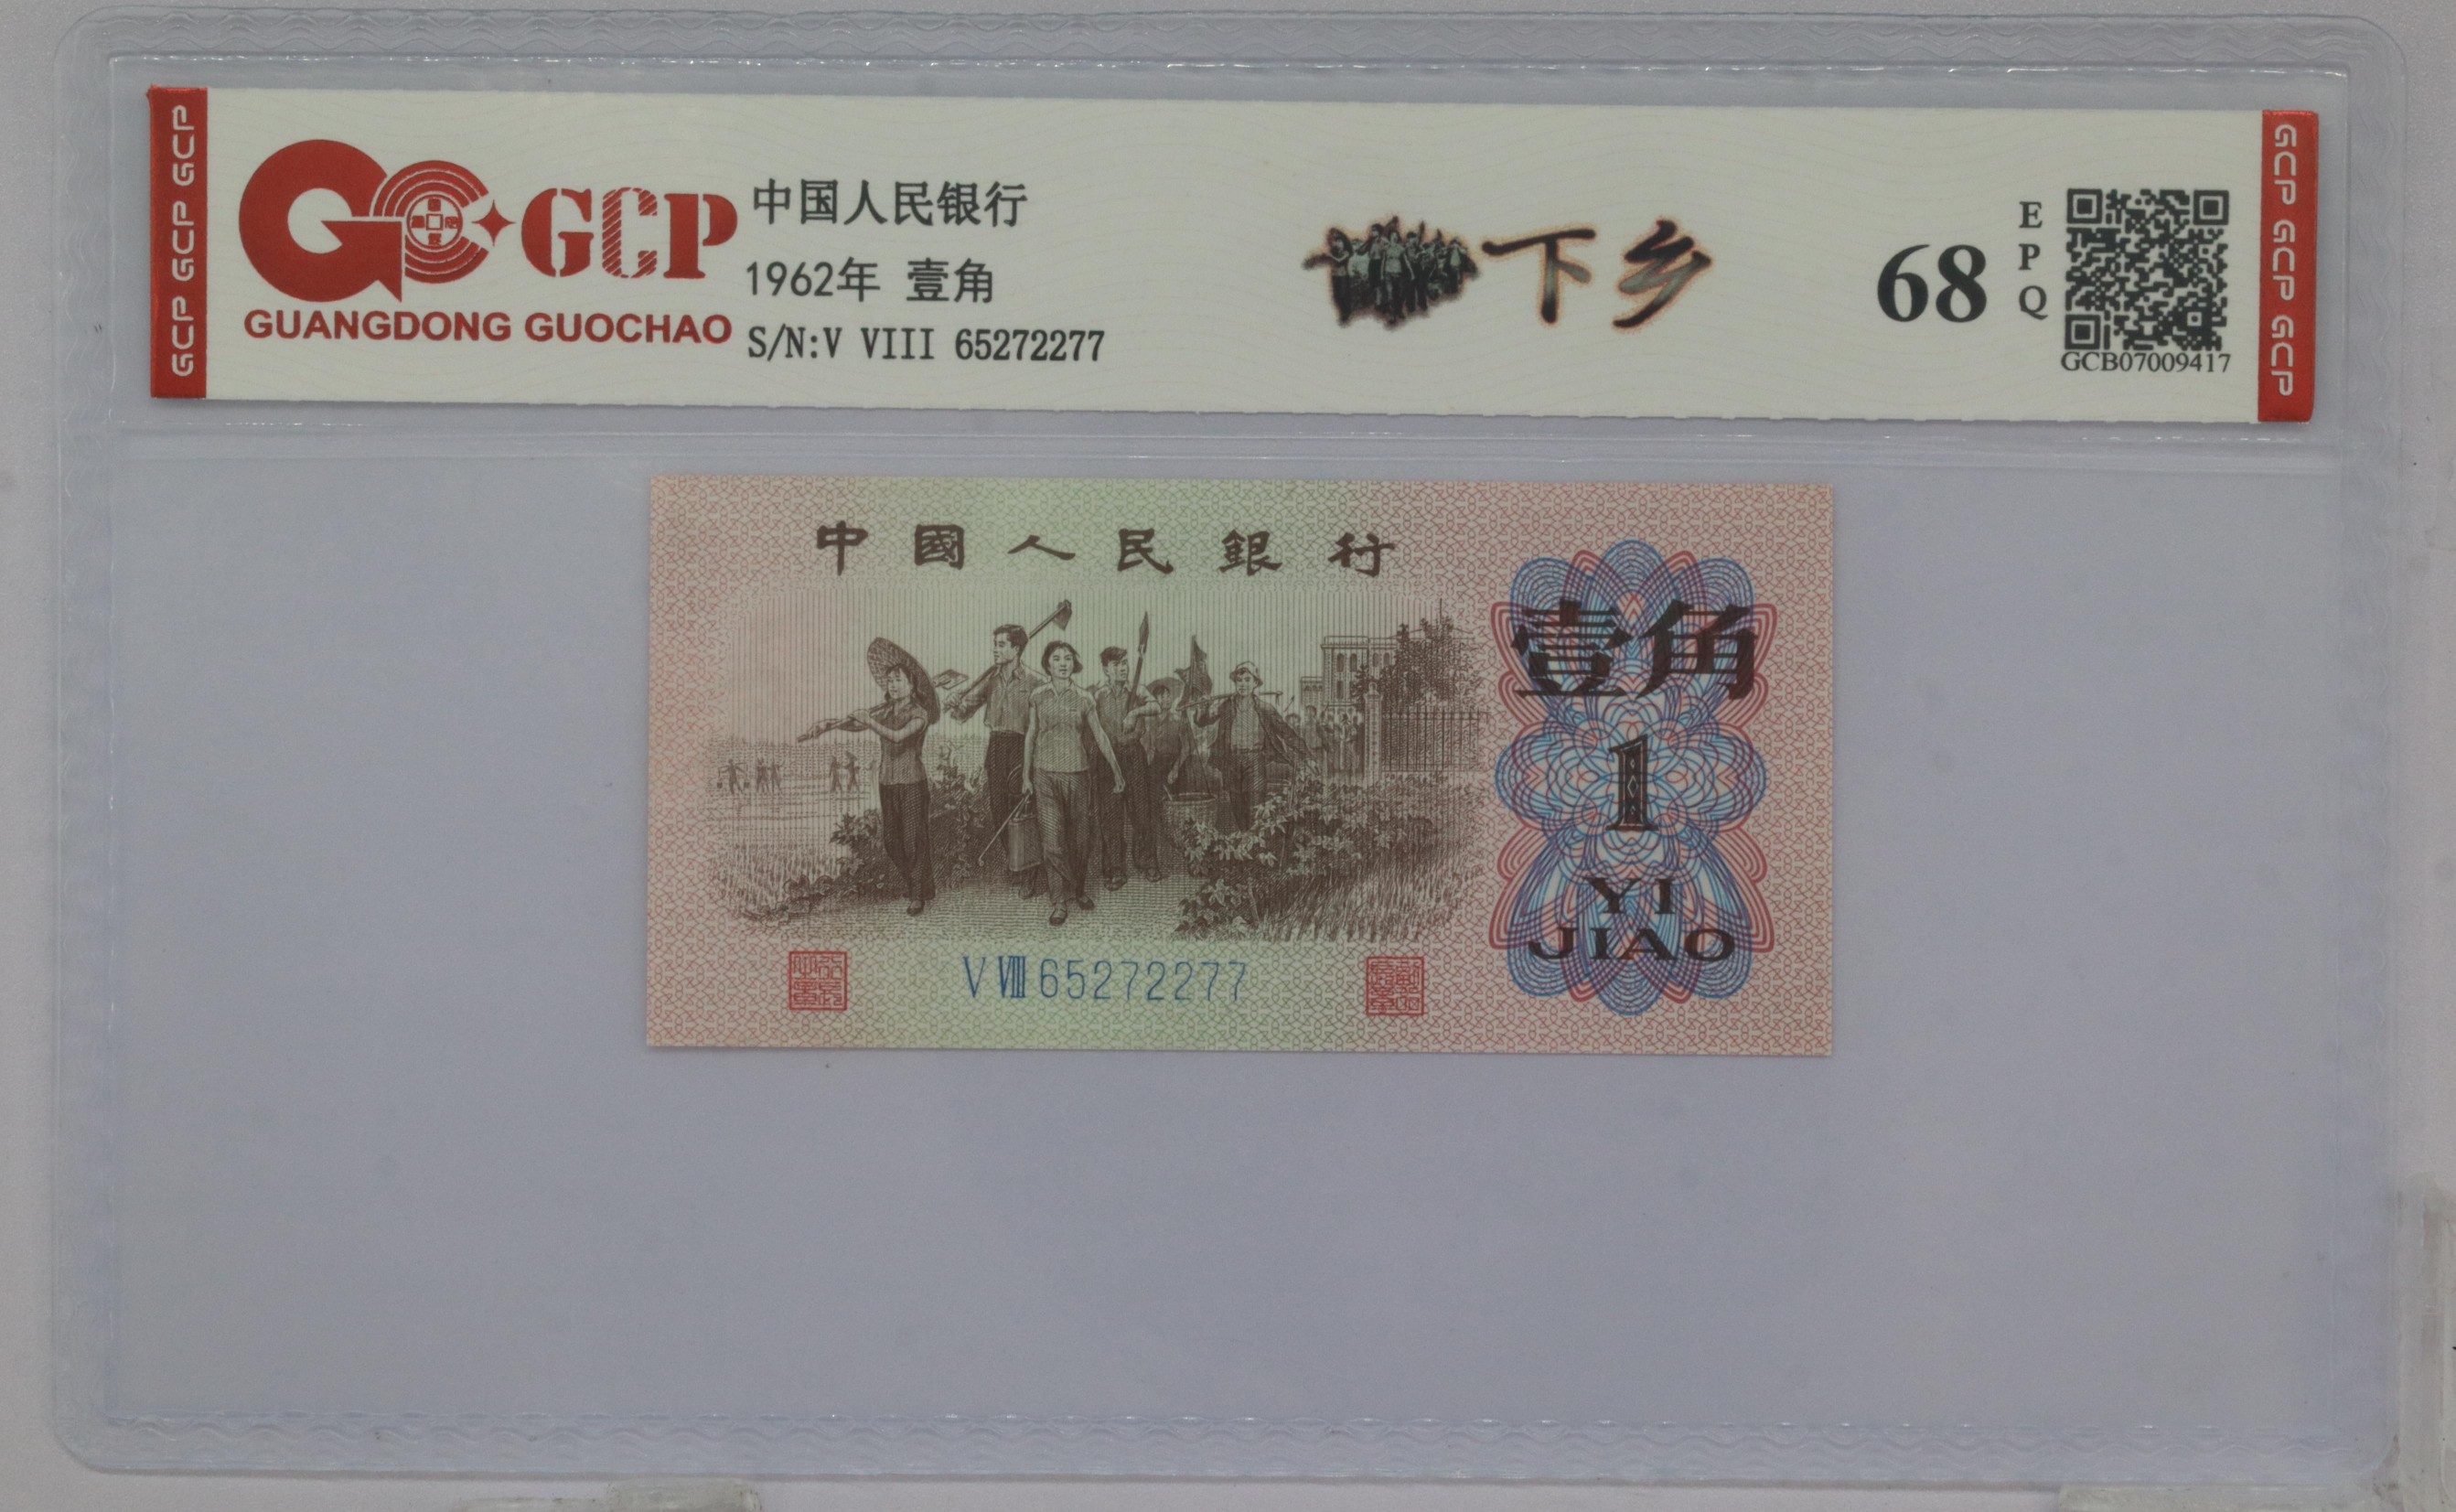 GCP GCP GCP
GCP
GUANGDONG GUOCHAO
中国人民银行
1962年 壹角
S/N:V VIII 65272277
下乡
68
EPQ
GCB07009417
GCP GCP GCP
中國人民銀行
壹角
1
YI
JIAO
V VIII 65272277